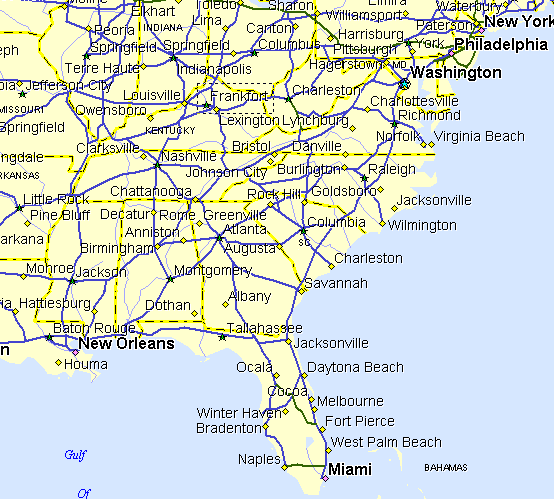 Elkhart
Toledo
Sharon
Elmira
Waterbury
Peoria
INDIANA
Lima
Canton
Williamsport
Paterson
New York
oseph
Springfield
Springfield
Columbus
Pittsburgh
Harrisburg
York
Philadelphia
Terre Haute
Indianapolis
Hagerstown
MD
Washington
Jefferson City
Louisville
Frankfort
Charleston
MISSOURI
Owensboro
Charlottesville
Springfield
KENTUCKY
Lexington
Lynchburg
Richmond
Norfolk
Virginia Beach
Clarksville
Bristol
Danville
ngdale
Nashville
Johnson City
Burlington
Raleigh
RKANSAS
Chattanooga
Rock Hill
Goldsboro
Little Rock
Decatur
Rome
Greenville
Jacksonville
Pine Bluff
Anniston
Atlanta
Columbia
Wilmington
arkana
Birmingham
Augusta
SC
Monroe
Jackson
Montgomery
Charleston
Savannah
ia
Hattiesburg
Dothan
Albany
Baton Rouge
Tallahassee
Jacksonville
n
New Orleans
Houma
Ocala
Daytona Beach
Cocoa
Melbourne
Winter Haven
Fort Pierce
Bradenton
West Palm Beach
Gulf
Naples
Miami
BAHAMAS
Of